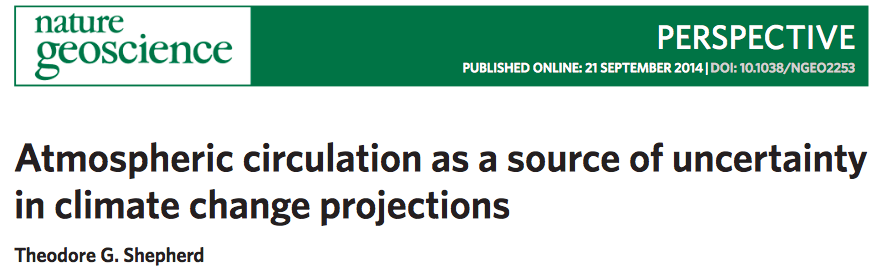 nature
geoscience
PERSPECTIVE
PUBLISHED ONLINE: 21 SEPTEMBER 2014 | DOI: 10.1038/NGEO2253
Atmospheric circulation as a source of uncertainty
in climate change projections
Theodore G. Shepherd